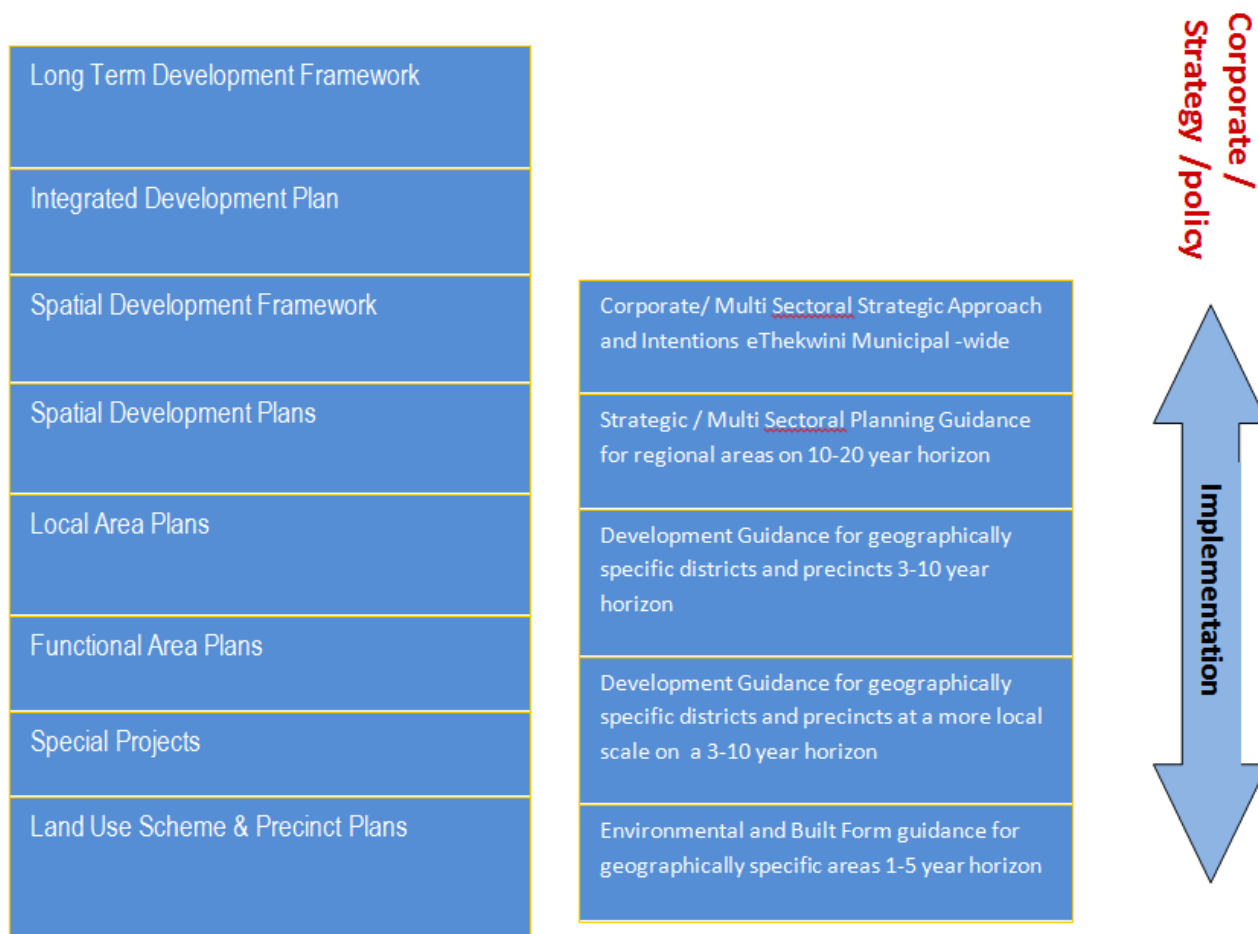 Long Term Development Framework
Integrated Development Plan
Spatial Development Framework
Spatial Development Plans
Local Area Plans
Functional Area Plans
Special Projects
Land Use Scheme & Precinct Plans
Corporate/ Multi Sectoral Strategic Approach
and Intentions eThekwini Municipal -wide
Strategic / Multi Sectoral Planning Guidance
for regional areas on 10-20 year horizon
Development Guidance for geographically
specific districts and precincts 3-10 year
horizon
Development Guidance for geographically
specific districts and precincts at a more local
scale on a 3-10 year horizon
Environmental and Built Form guidance for
geographically specific areas 1-5 year horizon
Corporate /
Strategy /policy
Implementation